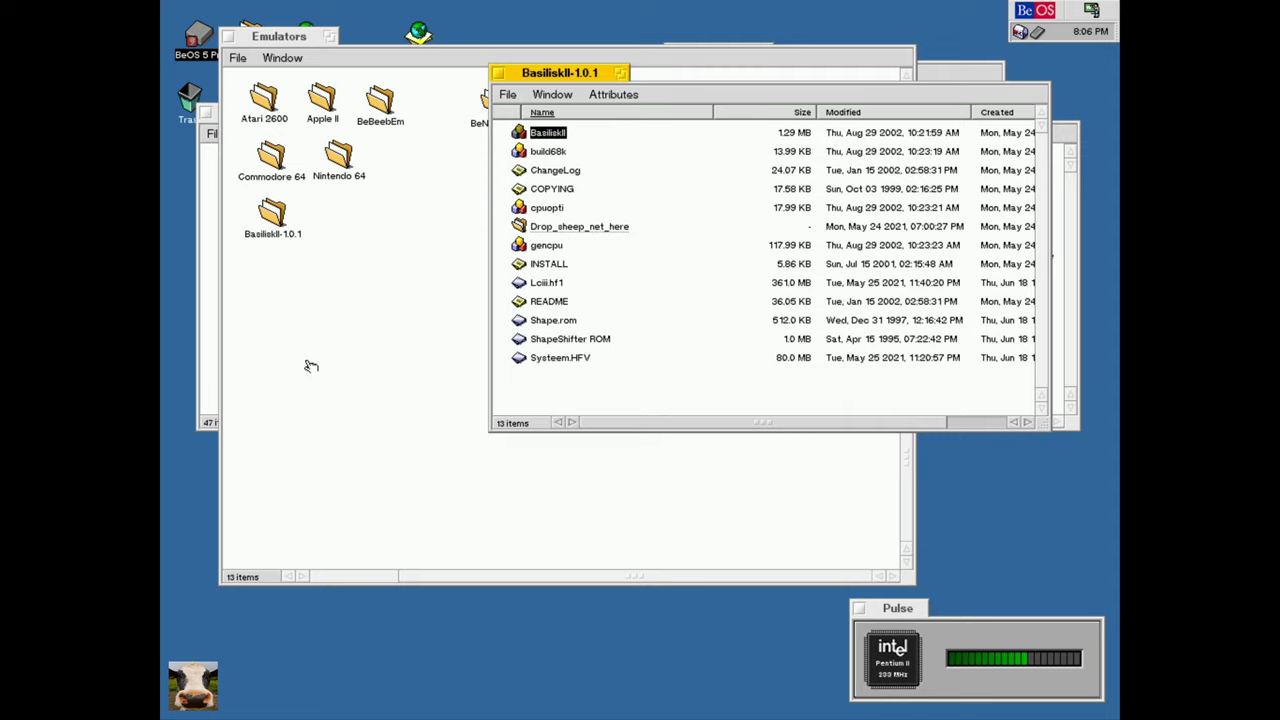 Be OS
8:06 PM
BeOS 5 Pr
Tra
Emulators
File Window
Atari 2600
Apple II
BeBeebEm
BeN
Commodore 64
Nintendo 64
BasiliskII-1.0.1
13 items
Fi
47 i
BasiliskII-1.0.1
File Window Attributes
Name Size Modified Created
BasiliskII 1.29 MB Thu, Aug 29 2002, 10:21:59 AM Mon, May 24
build68k 13.99 KB Thu, Aug 29 2002, 10:23:19 AM Mon, May 24
ChangeLog 24.07 KB Tue, Jan 15 2002, 02:58:31 PM Mon, May 24
COPYING 17.58 KB Sun, Oct 03 1999, 02:16:25 PM Mon, May 24
cpuopti 17.99 KB Thu, Aug 29 2002, 10:23:21 AM Mon, May 24
Drop_sheep_net_here - Mon, May 24 2021, 07:00:27 PM Mon, May 24
gencpu 117.99 KB Thu, Aug 29 2002, 10:23:23 AM Mon, May 24
INSTALL 5.86 KB Sun, Jul 15 2001, 02:15:48 AM Mon, May 24
Lciii.hf1 361.0 MB Tue, May 25 2021, 11:40:20 PM Thu, Jun 18 1
README 36.05 KB Tue, Jan 15 2002, 02:58:31 PM Mon, May 24
Shape.rom 512.0 KB Wed, Dec 31 1997, 12:16:42 PM Thu, Jun 18 1
ShapeShifter ROM 1.0 MB Sat, Apr 15 1995, 07:22:42 PM Thu, Jun 18 1
Systeem.HFV 80.0 MB Tue, May 25 2021, 11:20:57 PM Thu, Jun 18 1
13 items
Pulse
intel
Pentium II
233 MHz